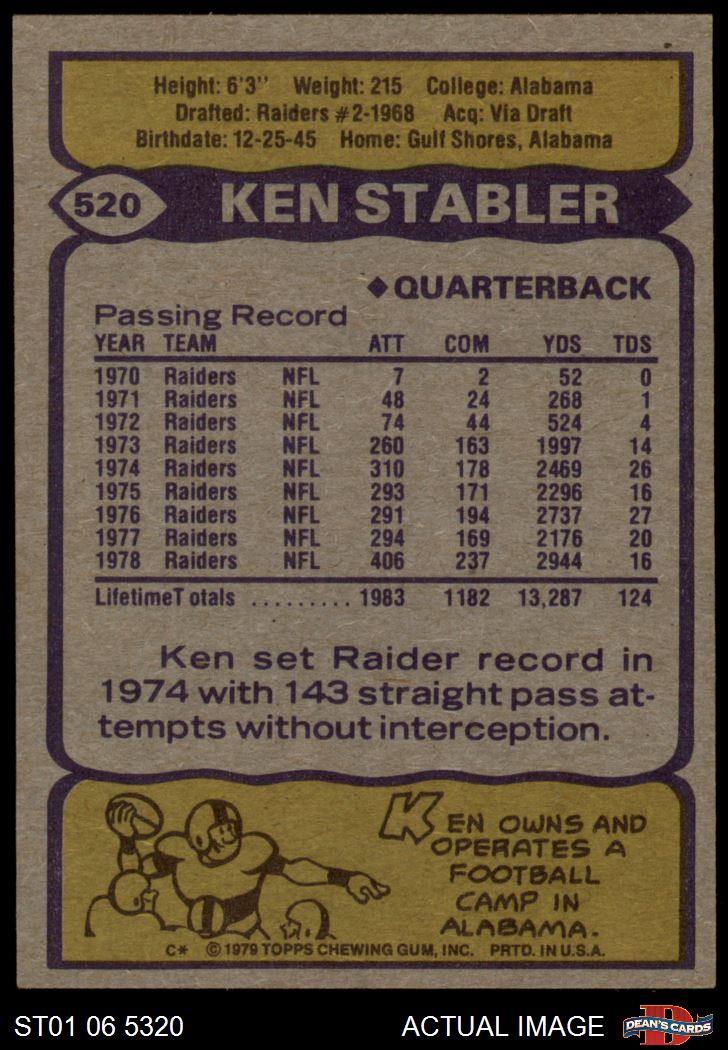 Height: 6'3" Weight: 215 College: Alabama
Drafted: Raiders #2-1968 Acq: Via Draft
Birthdate: 12-25-45 Home: Gulf Shores, Alabama
520 KEN STABLER
◆QUARTERBACK
Passing Record
YEAR TEAM ATT COM YDS TDS
1970 Raiders NFL 7 2 52 0
1971 Raiders NFL 48 24 268 1
1972 Raiders NFL 74 44 524 4
1973 Raiders NFL 260 163 1997 14
1974 Raiders NFL 310 178 2469 26
1975 Raiders NFL 293 171 2296 16
1976 Raiders NFL 291 194 2737 27
1977 Raiders NFL 294 169 2176 20
1978 Raiders NFL 406 237 2944 16
LifetimeT otals ......... 1983 1182 13,287 124
Ken set Raider record in
1974 with 143 straight pass at-
tempts without interception.
KEN OWNS AND
OPERATES A
FOOTBALL
CAMP IN
ALABAMA.
C* © 1979 TOPPS CHEWING GUM, INC. PRTD. IN U.S.A.
ST01 06 5320 ACTUAL IMAGE D DEAN'S CARDS